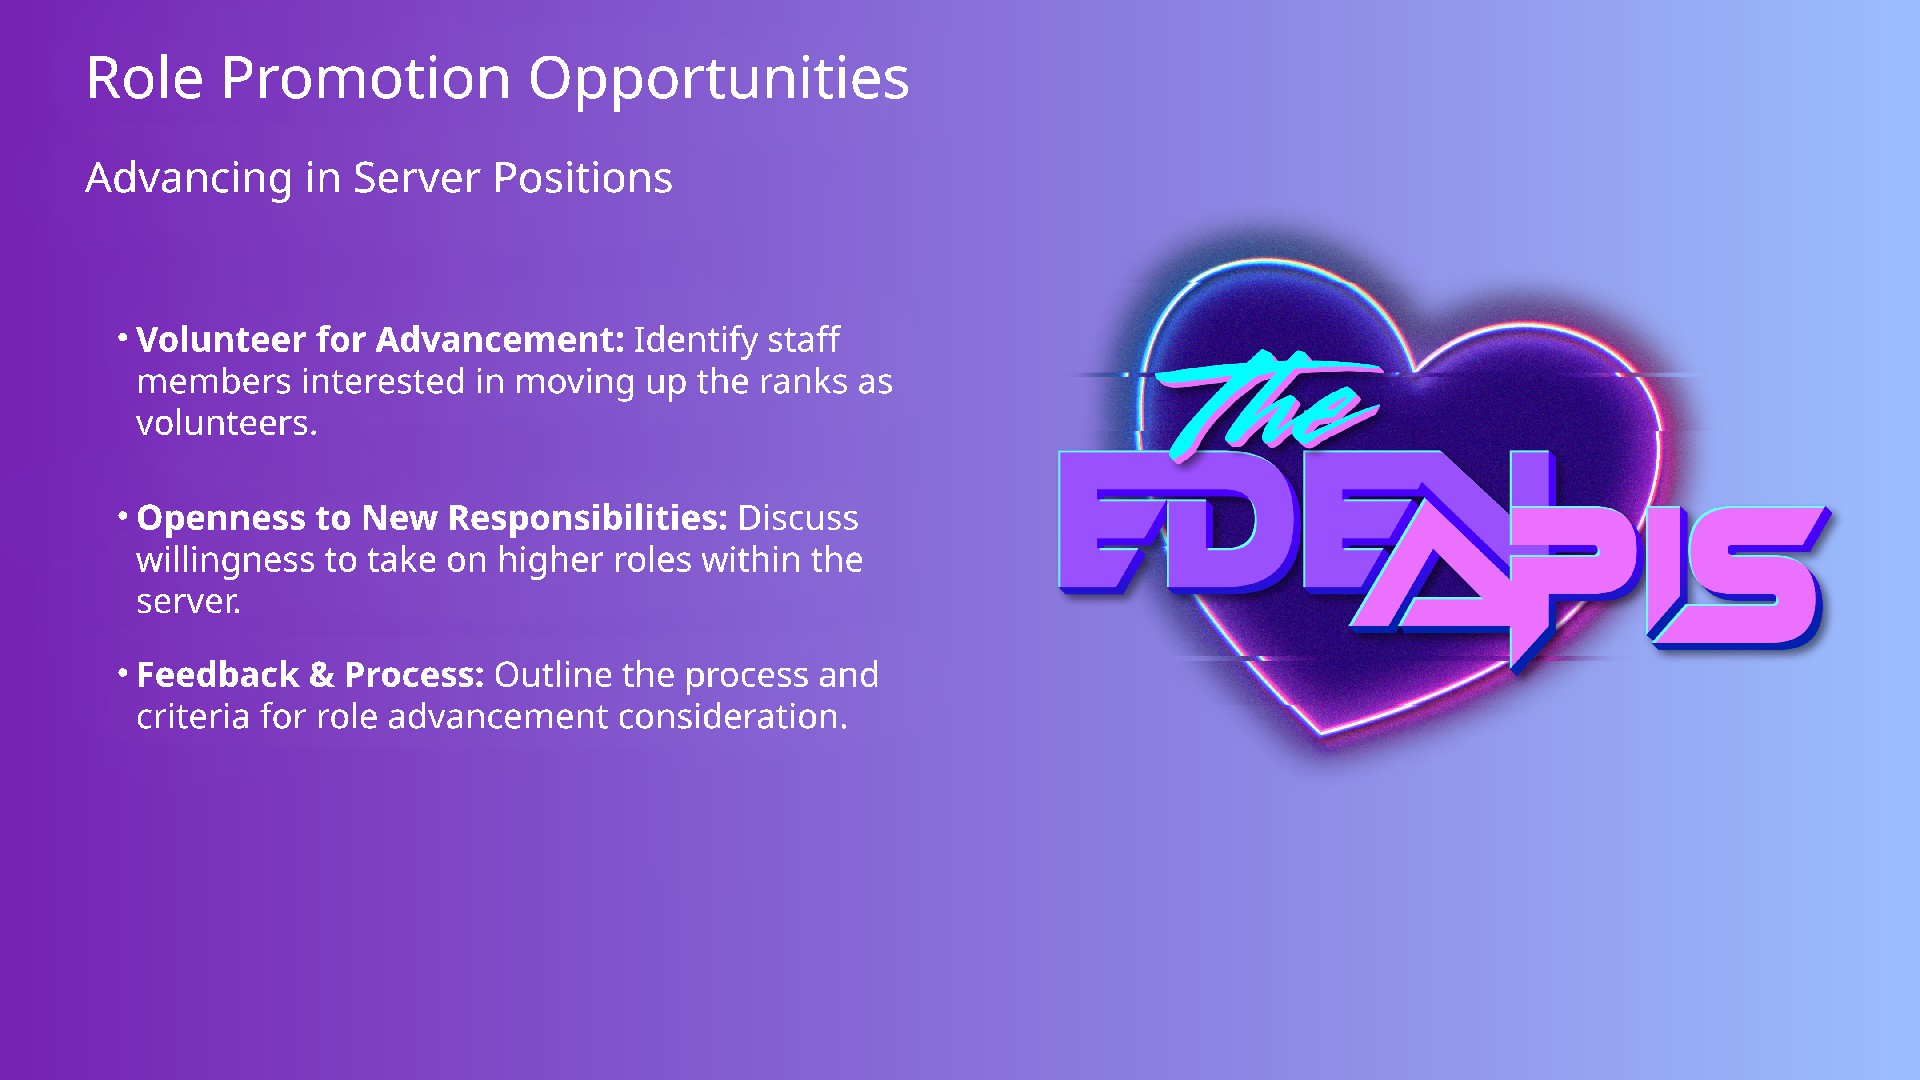 Role Promotion Opportunities
Advancing in Server Positions
• Volunteer for Advancement: Identify staff
members interested in moving up the ranks as
volunteers.
• Openness to New Responsibilities: Discuss
willingness to take on higher roles within the
server.
• Feedback & Process: Outline the process and
criteria for role advancement consideration.
The
EDEN
APIS